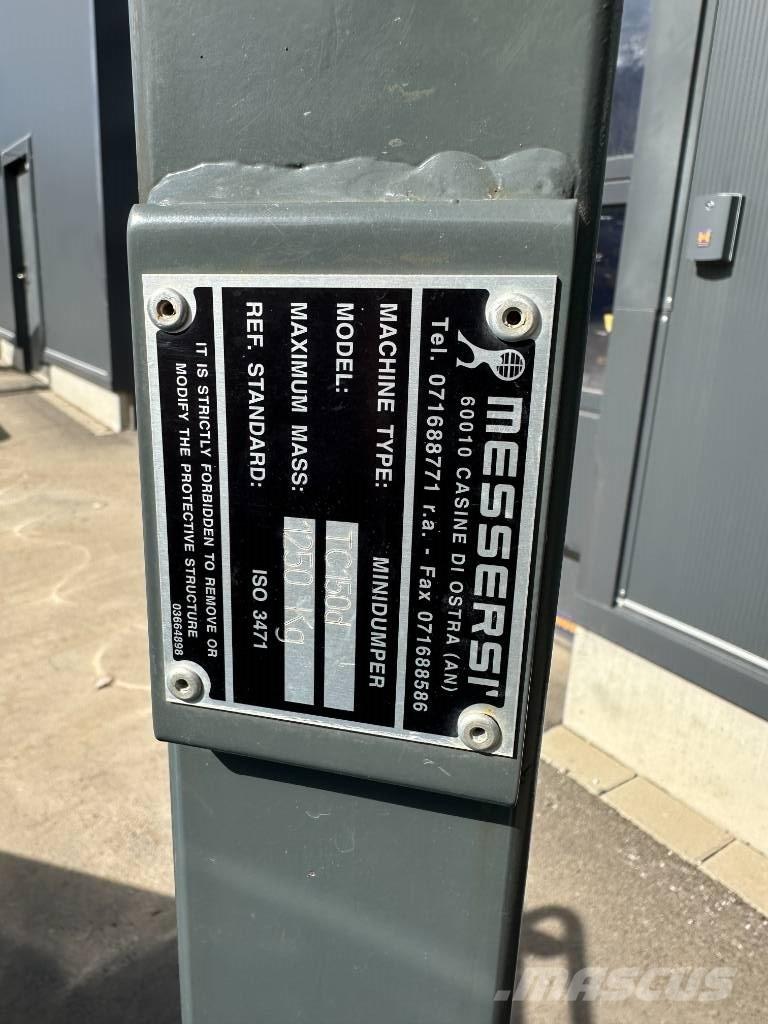 MESSERSI'
60010 CASINE DI OSTRA (AN)
Tel. 071688771 r.a. - Fax 071688586
MACHINE TYPE: MINIDUMPER
MODEL: TC150d
MAXIMUM MASS: 1250 Kg
REF. STANDARD: ISO 3471
IT IS STRICTLY FORBIDDEN TO REMOVE OR
MODIFY THE PROTECTIVE STRUCTURE
03664898
MASCUS